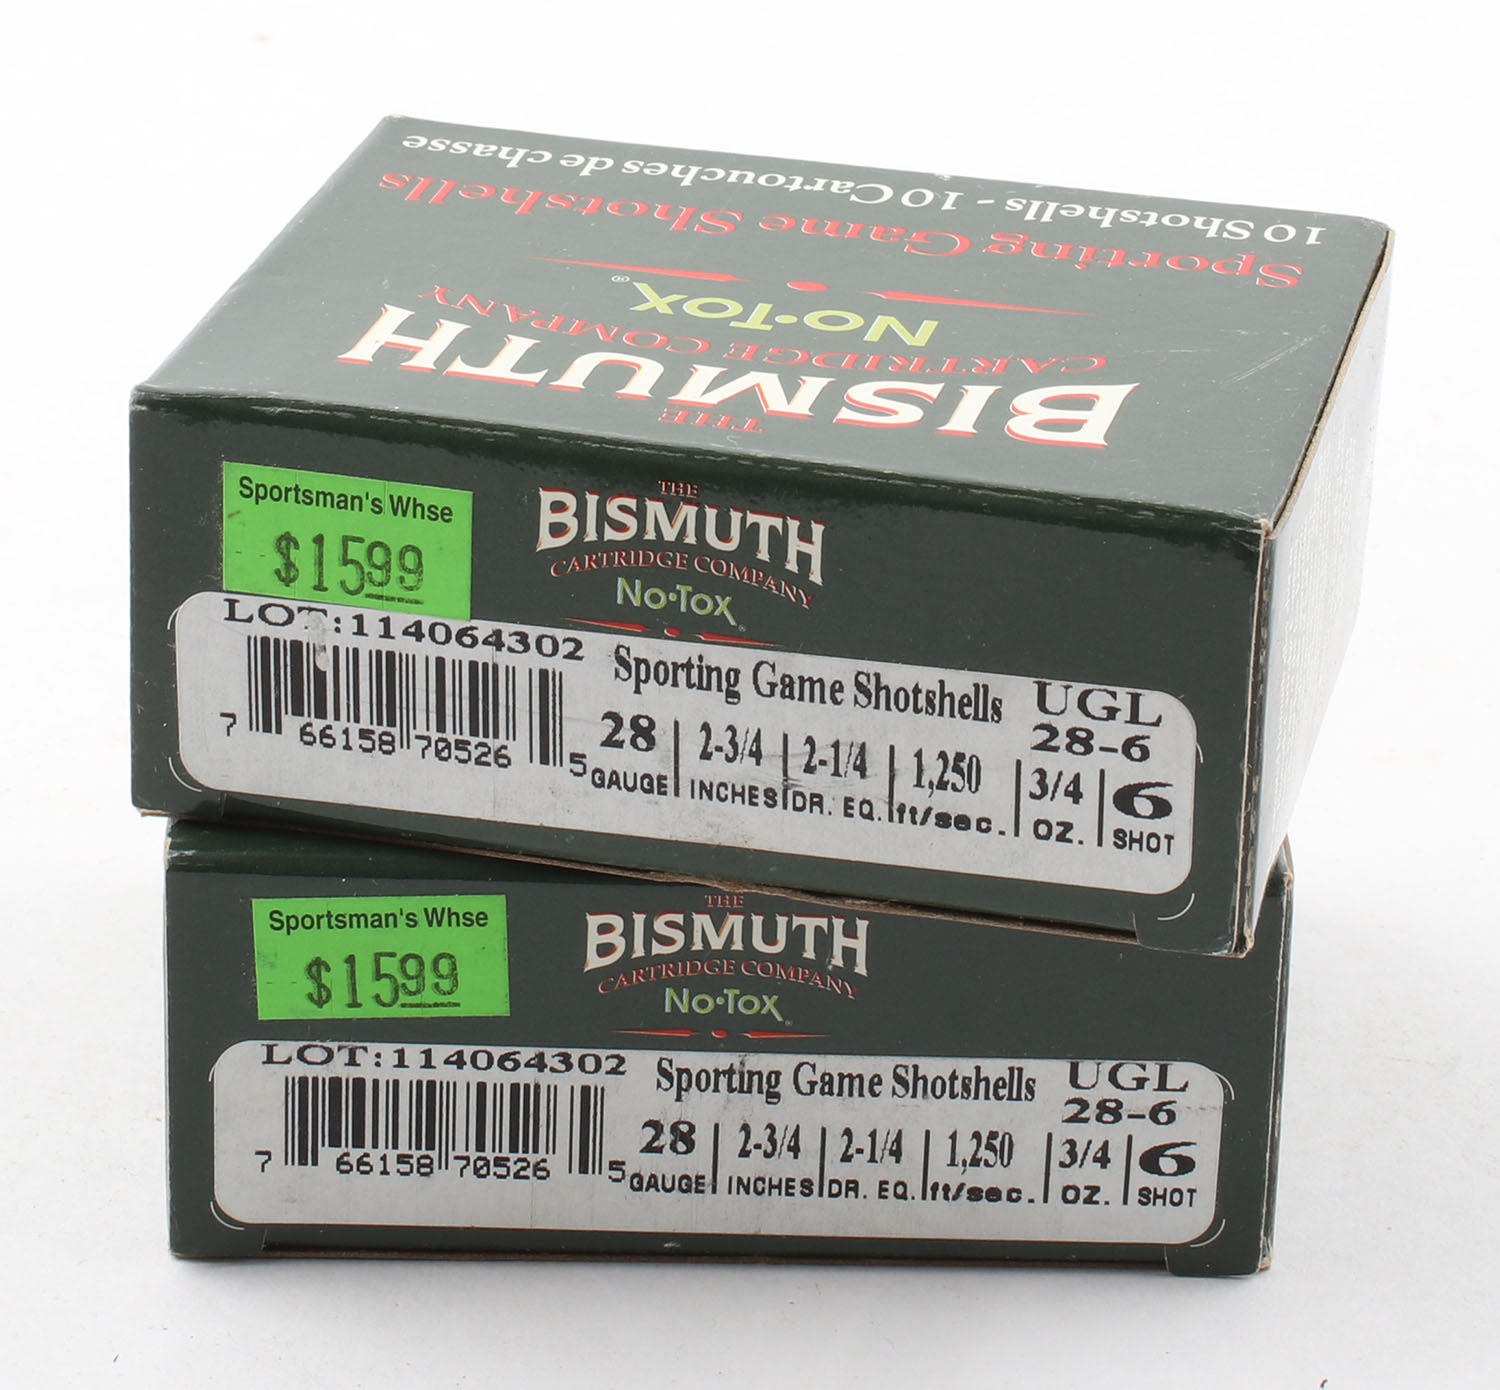 10 Shotshells - 10 Cartouches de chasse
Sporting Game Shotshells
No•Tox®
CARTRIDGE COMPANY
BISMUTH
THE
Sportsman's Whse
$15.99
THE
BISMUTH
CARTRIDGE COMPANY
No•Tox®
LOT:114064302
7 66158 70526 5
Sporting Game Shotshells
UGL
28-6
28 2-3/4 2-1/4 1,250 3/4 6
GAUGE INCHES DR. EQ. ft/sec. OZ. SHOT
Sportsman's Whse
$15.99
THE
BISMUTH
CARTRIDGE COMPANY
No•Tox®
LOT:114064302
7 66158 70526 5
Sporting Game Shotshells
UGL
28-6
28 2-3/4 2-1/4 1,250 3/4 6
GAUGE INCHES DR. EQ. ft/sec. OZ. SHOT